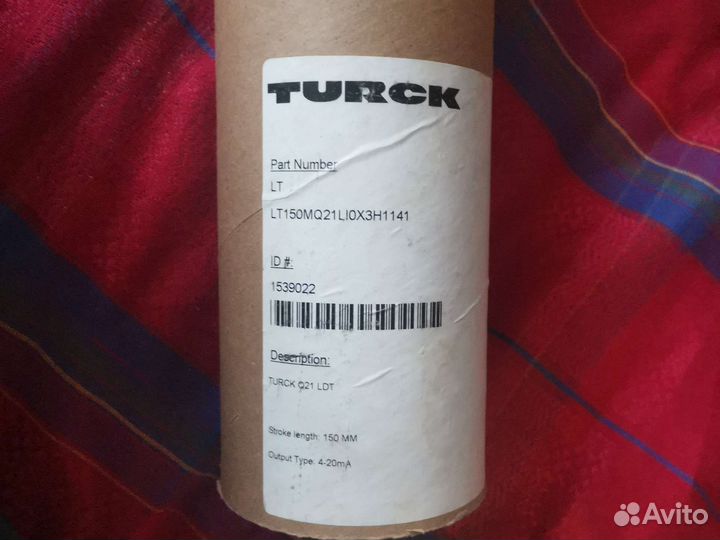 TURCK
Part Number
LT
LT150MQ21LI0X3H1141
ID #:
1539022
Description:
TURCK Q21 LDT
Stroke length: 150 MM
Output Type: 4-20mA
Avito